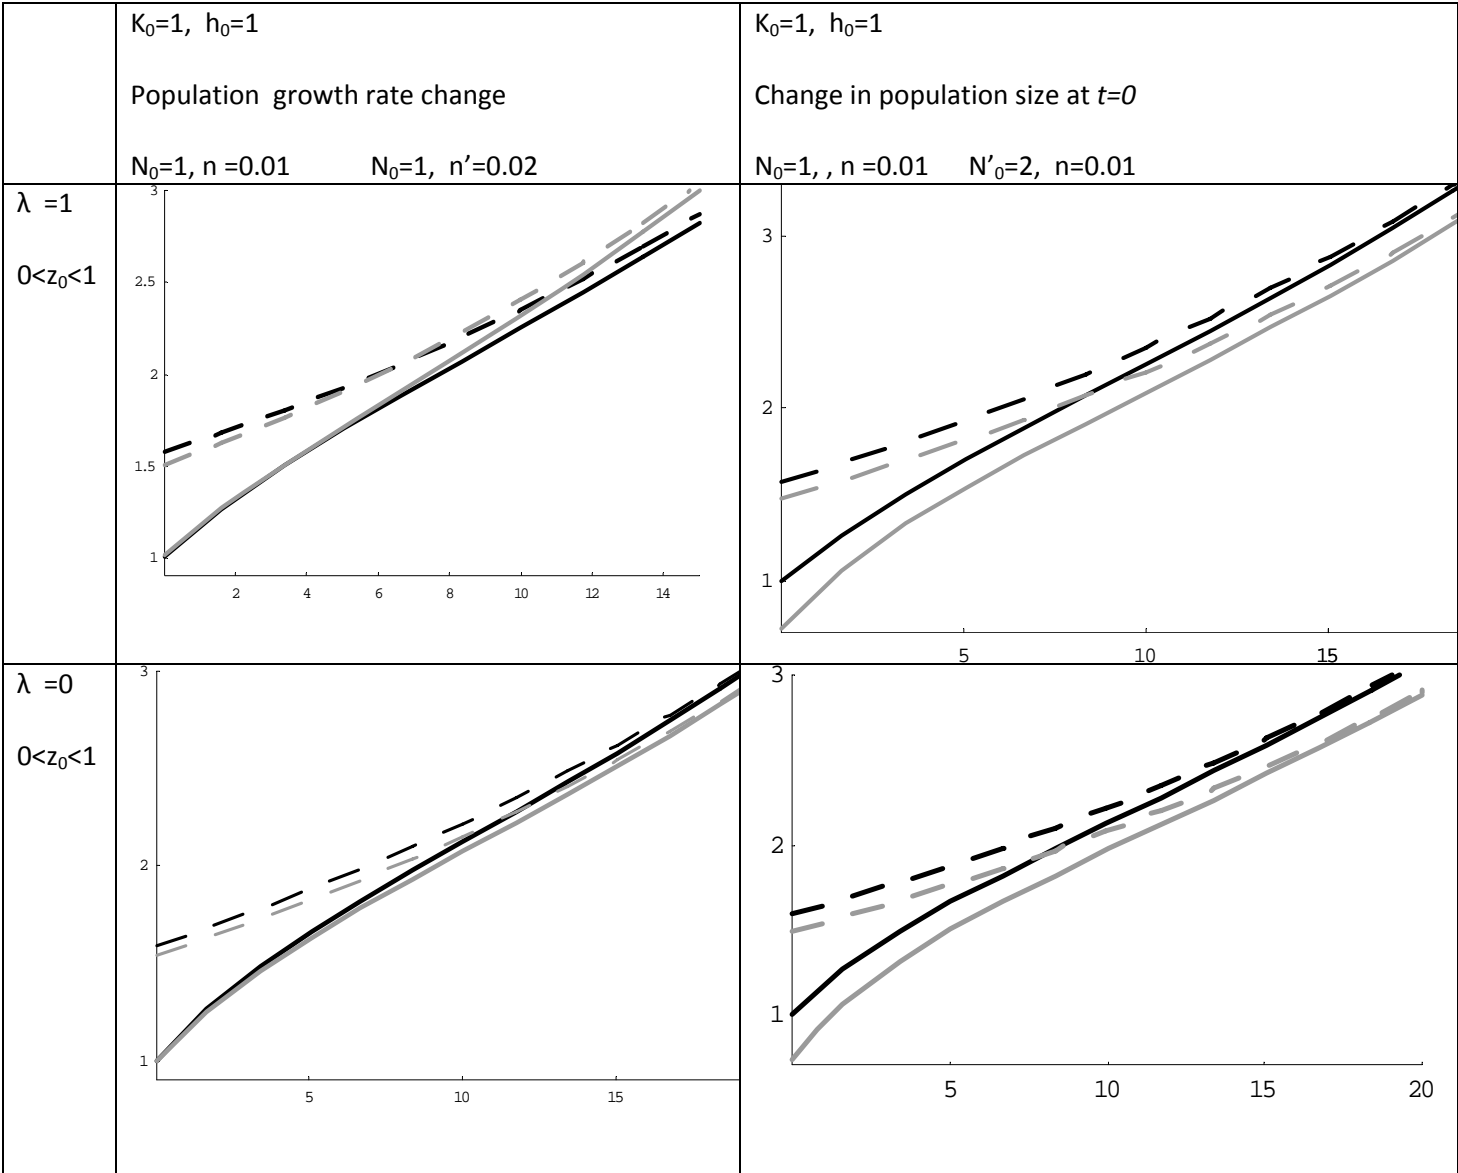 K₀=1, h₀=1
Population growth rate change
N₀=1, n =0.01 N₀=1, n’=0.02
K₀=1, h₀=1
Change in population size at t=0
N₀=1, , n =0.01 N’₀=2, n=0.01
λ =1
0<z₀<1
3
2.5
2
1.5
1
2 4 6 8 10 12 14
3
2
1
5 10 15
λ =0
0<z₀<1
3
2
1
5 10 15
3
2
1
5 10 15 20